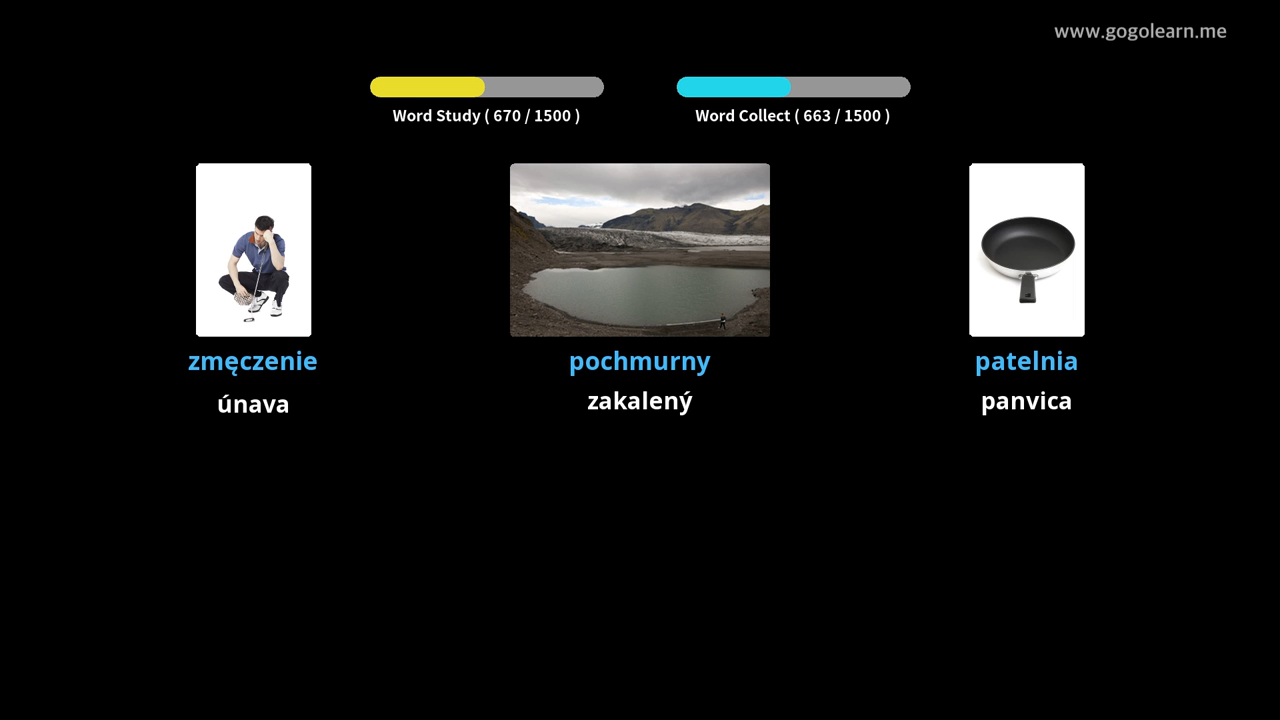 www.gogolearn.me
Word Study ( 670 / 1500 )
Word Collect ( 663 / 1500 )
zmęczenie
únava
pochmurny
zakalený
patelnia
panvica